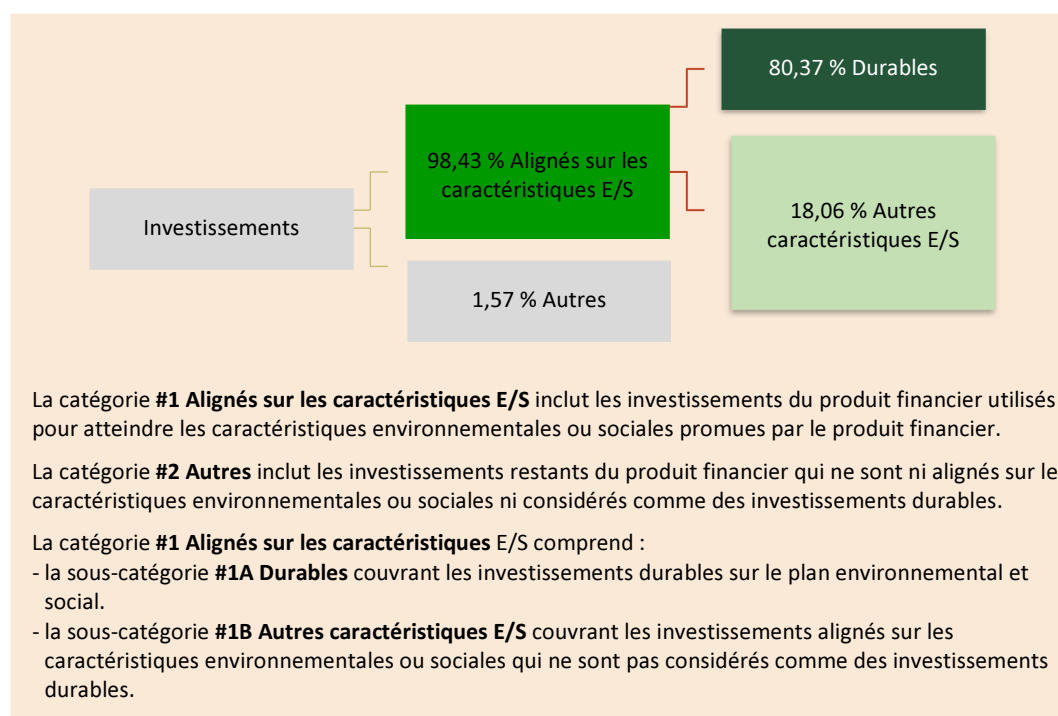 80,37 % Durables
98,43 % Alignés sur les
caractéristiques E/S
18,06 % Autres
caractéristiques E/S
Investissements
1,57 % Autres
La catégorie #1 Alignés sur les caractéristiques E/S inclut les investissements du produit financier utilisés
pour atteindre les caractéristiques environnementales ou sociales promues par le produit financier.
La catégorie #2 Autres inclut les investissements restants du produit financier qui ne sont ni alignés sur le
caractéristiques environnementales ou sociales ni considérés comme des investissements durables.
La catégorie #1 Alignés sur les caractéristiques E/S comprend :
- la sous-catégorie #1A Durables couvrant les investissements durables sur le plan environnemental et
social.
- la sous-catégorie #1B Autres caractéristiques E/S couvrant les investissements alignés sur les
caractéristiques environnementales ou sociales qui ne sont pas considérés comme des investissements
durables.